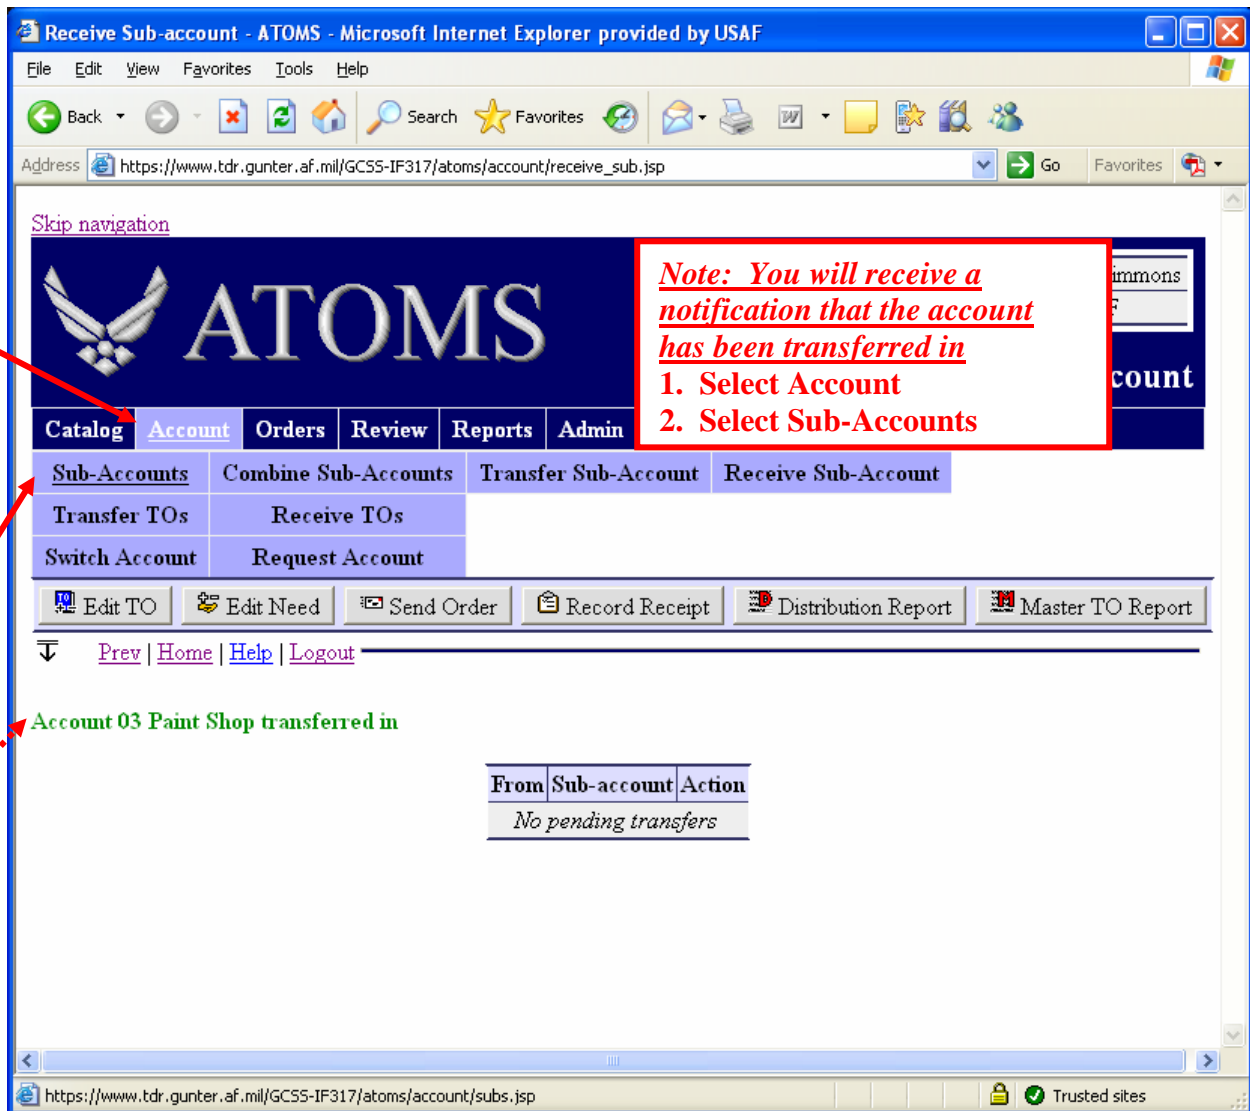 Receive Sub-account - ATOMS - Microsoft Internet Explorer provided by USAF
File Edit View Favorites Tools Help
Back Search Favorites
Address https://www.tdr.gunter.af.mil/GCSS-IF317/atoms/account/receive_sub.jsp Go Favorites
Skip navigation
ATOMS
Note: You will receive a
notification that the account
has been transferred in
1. Select Account
2. Select Sub-Accounts
immons
count
Catalog Account Orders Review Reports Admin
Sub-Accounts Combine Sub-Accounts Transfer Sub-Account Receive Sub-Account
Transfer TOs Receive TOs
Switch Account Request Account
Edit TO Edit Need Send Order Record Receipt Distribution Report Master TO Report
Prev | Home | Help | Logout
Account 03 Paint Shop transferred in
From Sub-account Action
No pending transfers
https://www.tdr.gunter.af.mil/GCSS-IF317/atoms/account/subs.jsp Trusted sites